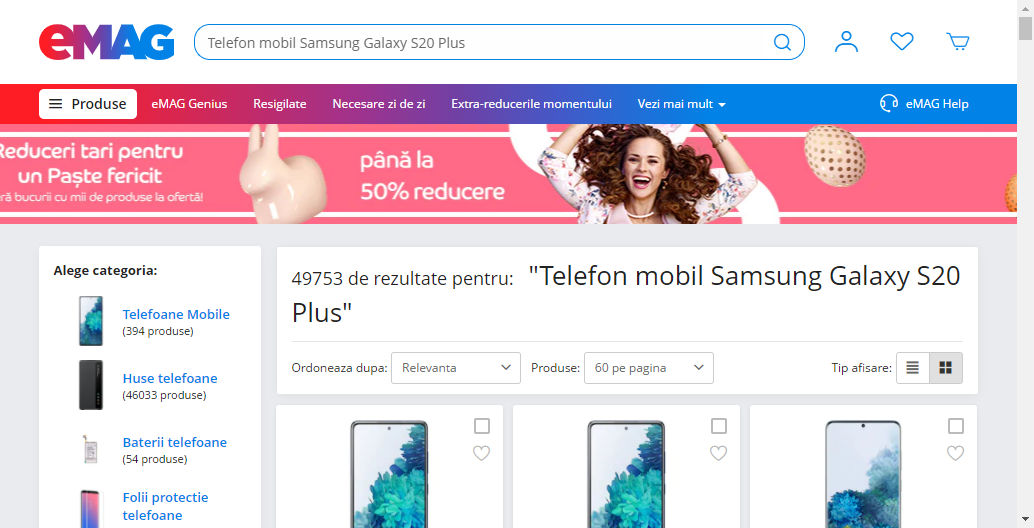 eMAG
Telefon mobil Samsung Galaxy S20 Plus
Produse
eMAG Genius
Resigilate
Necesare zi de zi
Extra-reducerile momentului
Vezi mai mult
eMAG Help
Reduceri tari pentru
un Paște fericit
bucurii cu mii de produse la ofertă!
până la
50% reducere
Alege categoria:
Telefoane Mobile
(394 produse)
Huse telefoane
(46033 produse)
Baterii telefoane
(54 produse)
Folii protectie
telefoane
49753 de rezultate pentru: "Telefon mobil Samsung Galaxy S20
Plus"
Ordoneaza dupa: Relevanta
Produse: 60 pe pagina
Tip afisare: